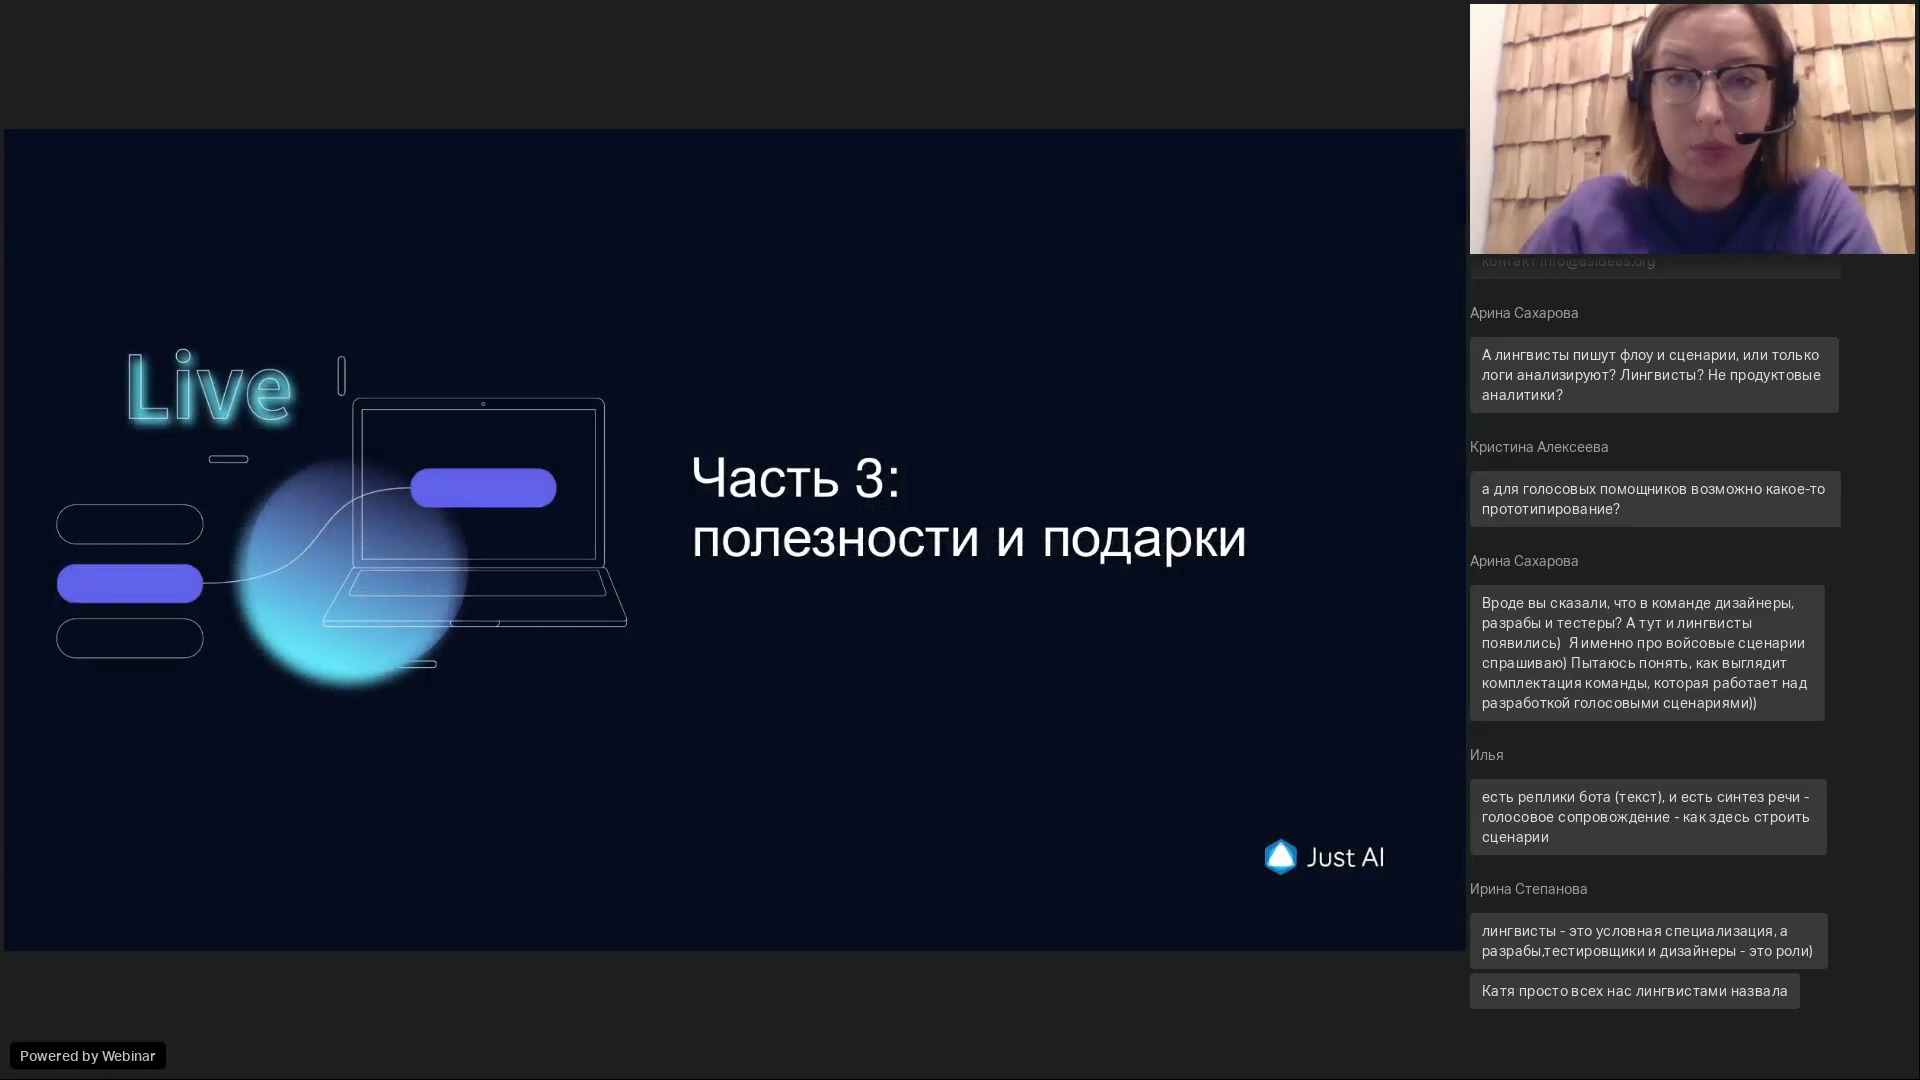 Live
Часть 3:
полезности и подарки
Just AI
контакт info@asidees.org
Арина Сахарова
А лингвисты пишут флоу и сценарии, или только
логи анализируют? Лингвисты? Не продуктовые
аналитики?
Кристина Алексеева
а для голосовых помощников возможно какое-то
прототипирование?
Арина Сахарова
Вроде вы сказали, что в команде дизайнеры,
разрабы и тестеры? А тут и лингвисты
появились)  Я именно про войсовые сценарии
спрашиваю) Пытаюсь понять, как выглядит
комплектация команды, которая работает над
разработкой голосовыми сценариями))
Илья
есть реплики бота (текст), и есть синтез речи -
голосовое сопровождение - как здесь строить
сценарии
Ирина Степанова
лингвисты - это условная специализация, а
разрабы,тестировщики и дизайнеры - это роли)
Катя просто всех нас лингвистами назвала
Powered by Webinar